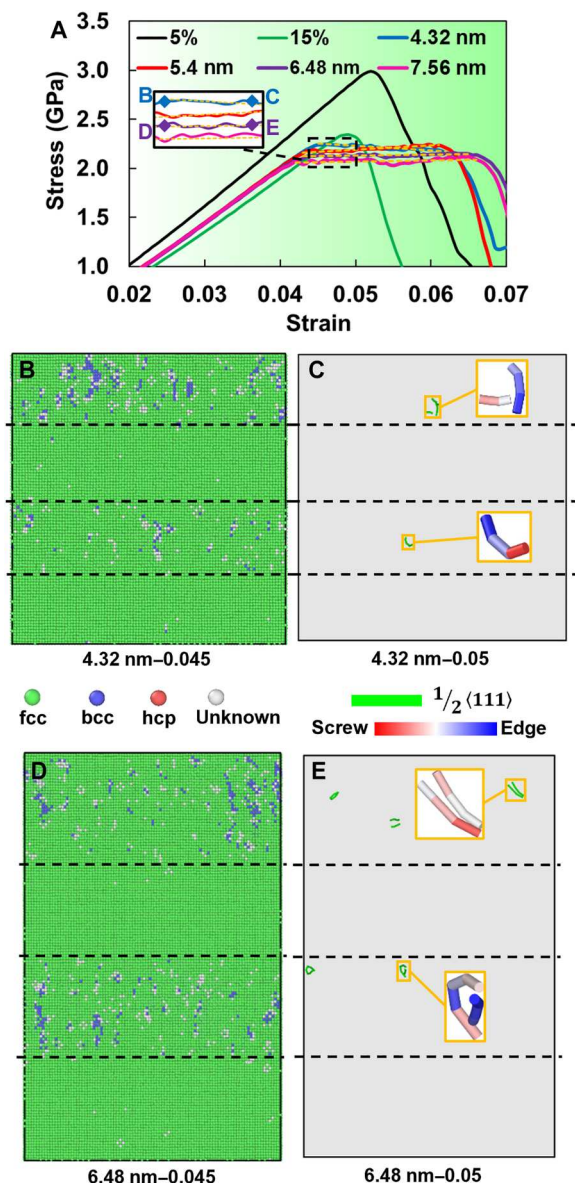 A
5% 15% 4.32 nm
5.4 nm 6.48 nm 7.56 nm
3.5
3.0
2.5
2.0
1.5
1.0
Stress (GPa)
B C
D E
0.02 0.03 0.04 0.05 0.06 0.07
Strain
B C
4.32 nm–0.045 4.32 nm–0.05
fcc bcc hcp Unknown
1/2 ⟨111⟩
Screw Edge
D E
6.48 nm–0.045 6.48 nm–0.05